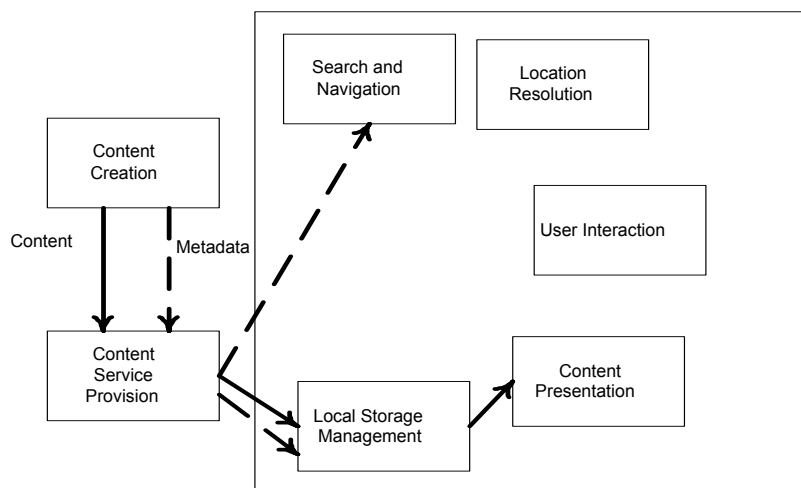 Search and
Navigation
Location
Resolution
Content
Creation
Content
Metadata
User Interaction
Content
Service
Provision
Local Storage
Management
Content
Presentation